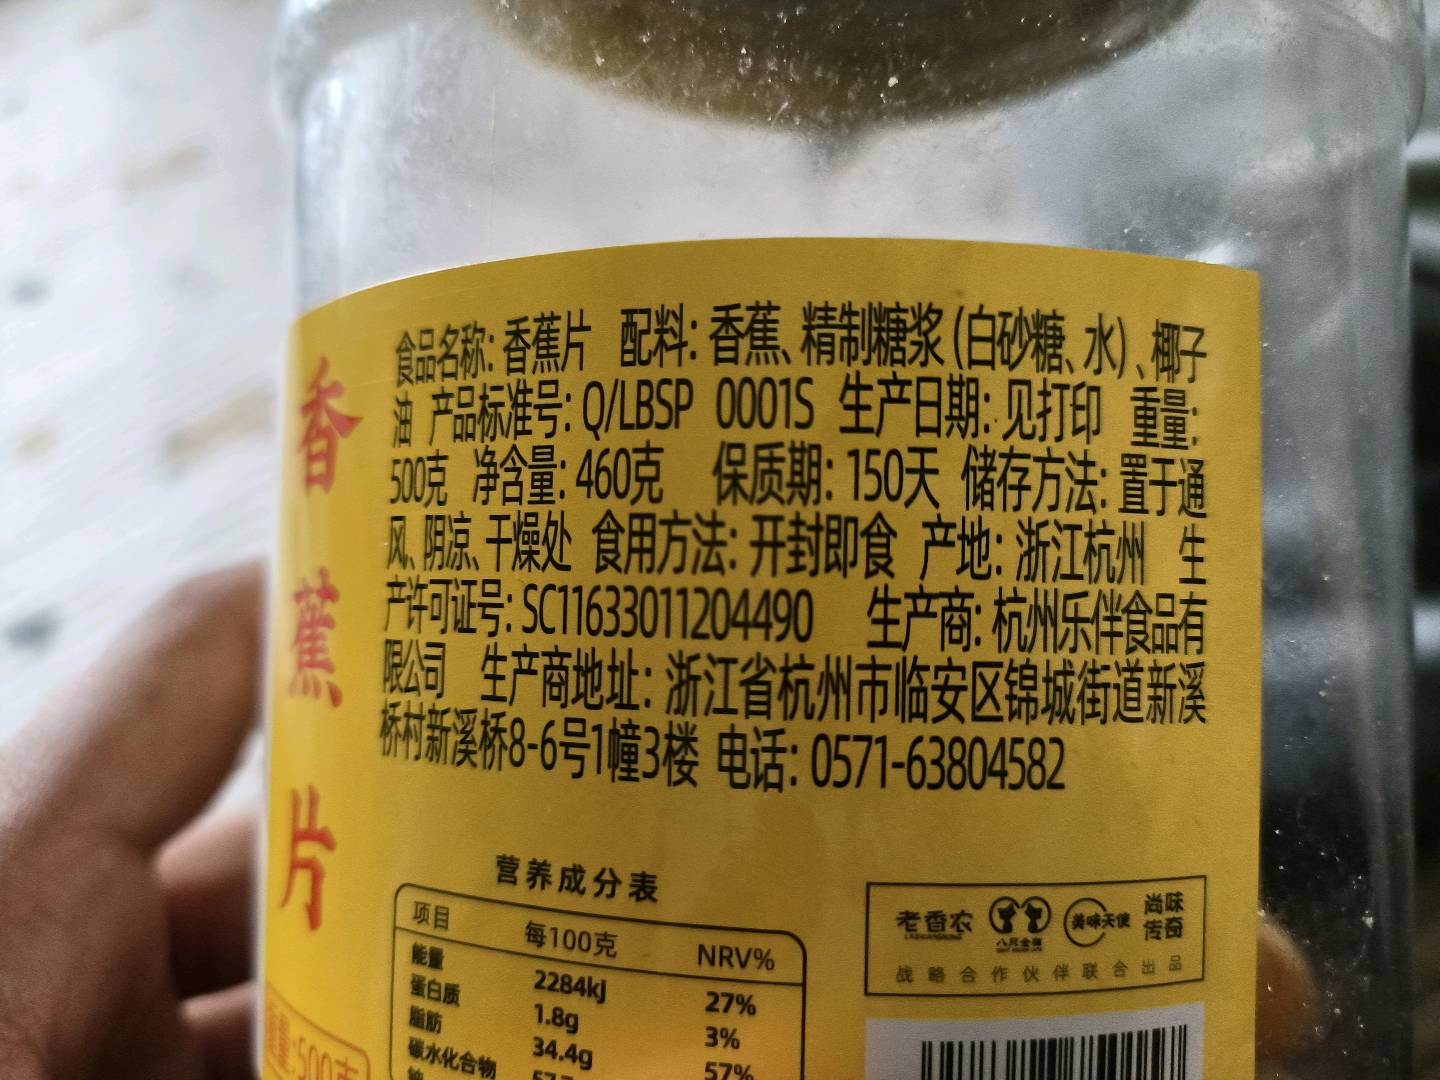 香蕉片
食品名称: 香蕉片 配料: 香蕉、精制糖浆 (白砂糖、水) 、椰子
油 产品标准号: Q/LBSP 0001S 生产日期: 见打印 重量:
500克 净含量: 460克 保质期: 150天 储存方法: 置于通
风、阴凉、干燥处 食用方法: 开封即食 产地: 浙江杭州 生
产许可证号: SC11633011204490 生产商: 杭州乐伴食品有
限公司 生产商地址: 浙江省杭州市临安区锦城街道新溪
桥村新溪桥8-6号1幢3楼 电话: 0571-63804582
营养成分表
项目 每100克 NRV%
能量 2284kJ 27%
蛋白质 1.8g 3%
脂肪 34.4g 57%
碳水化合物
老香农 八尺金猫 美味天使 尚味传奇
战略合作伙伴联合出品
重量:500克